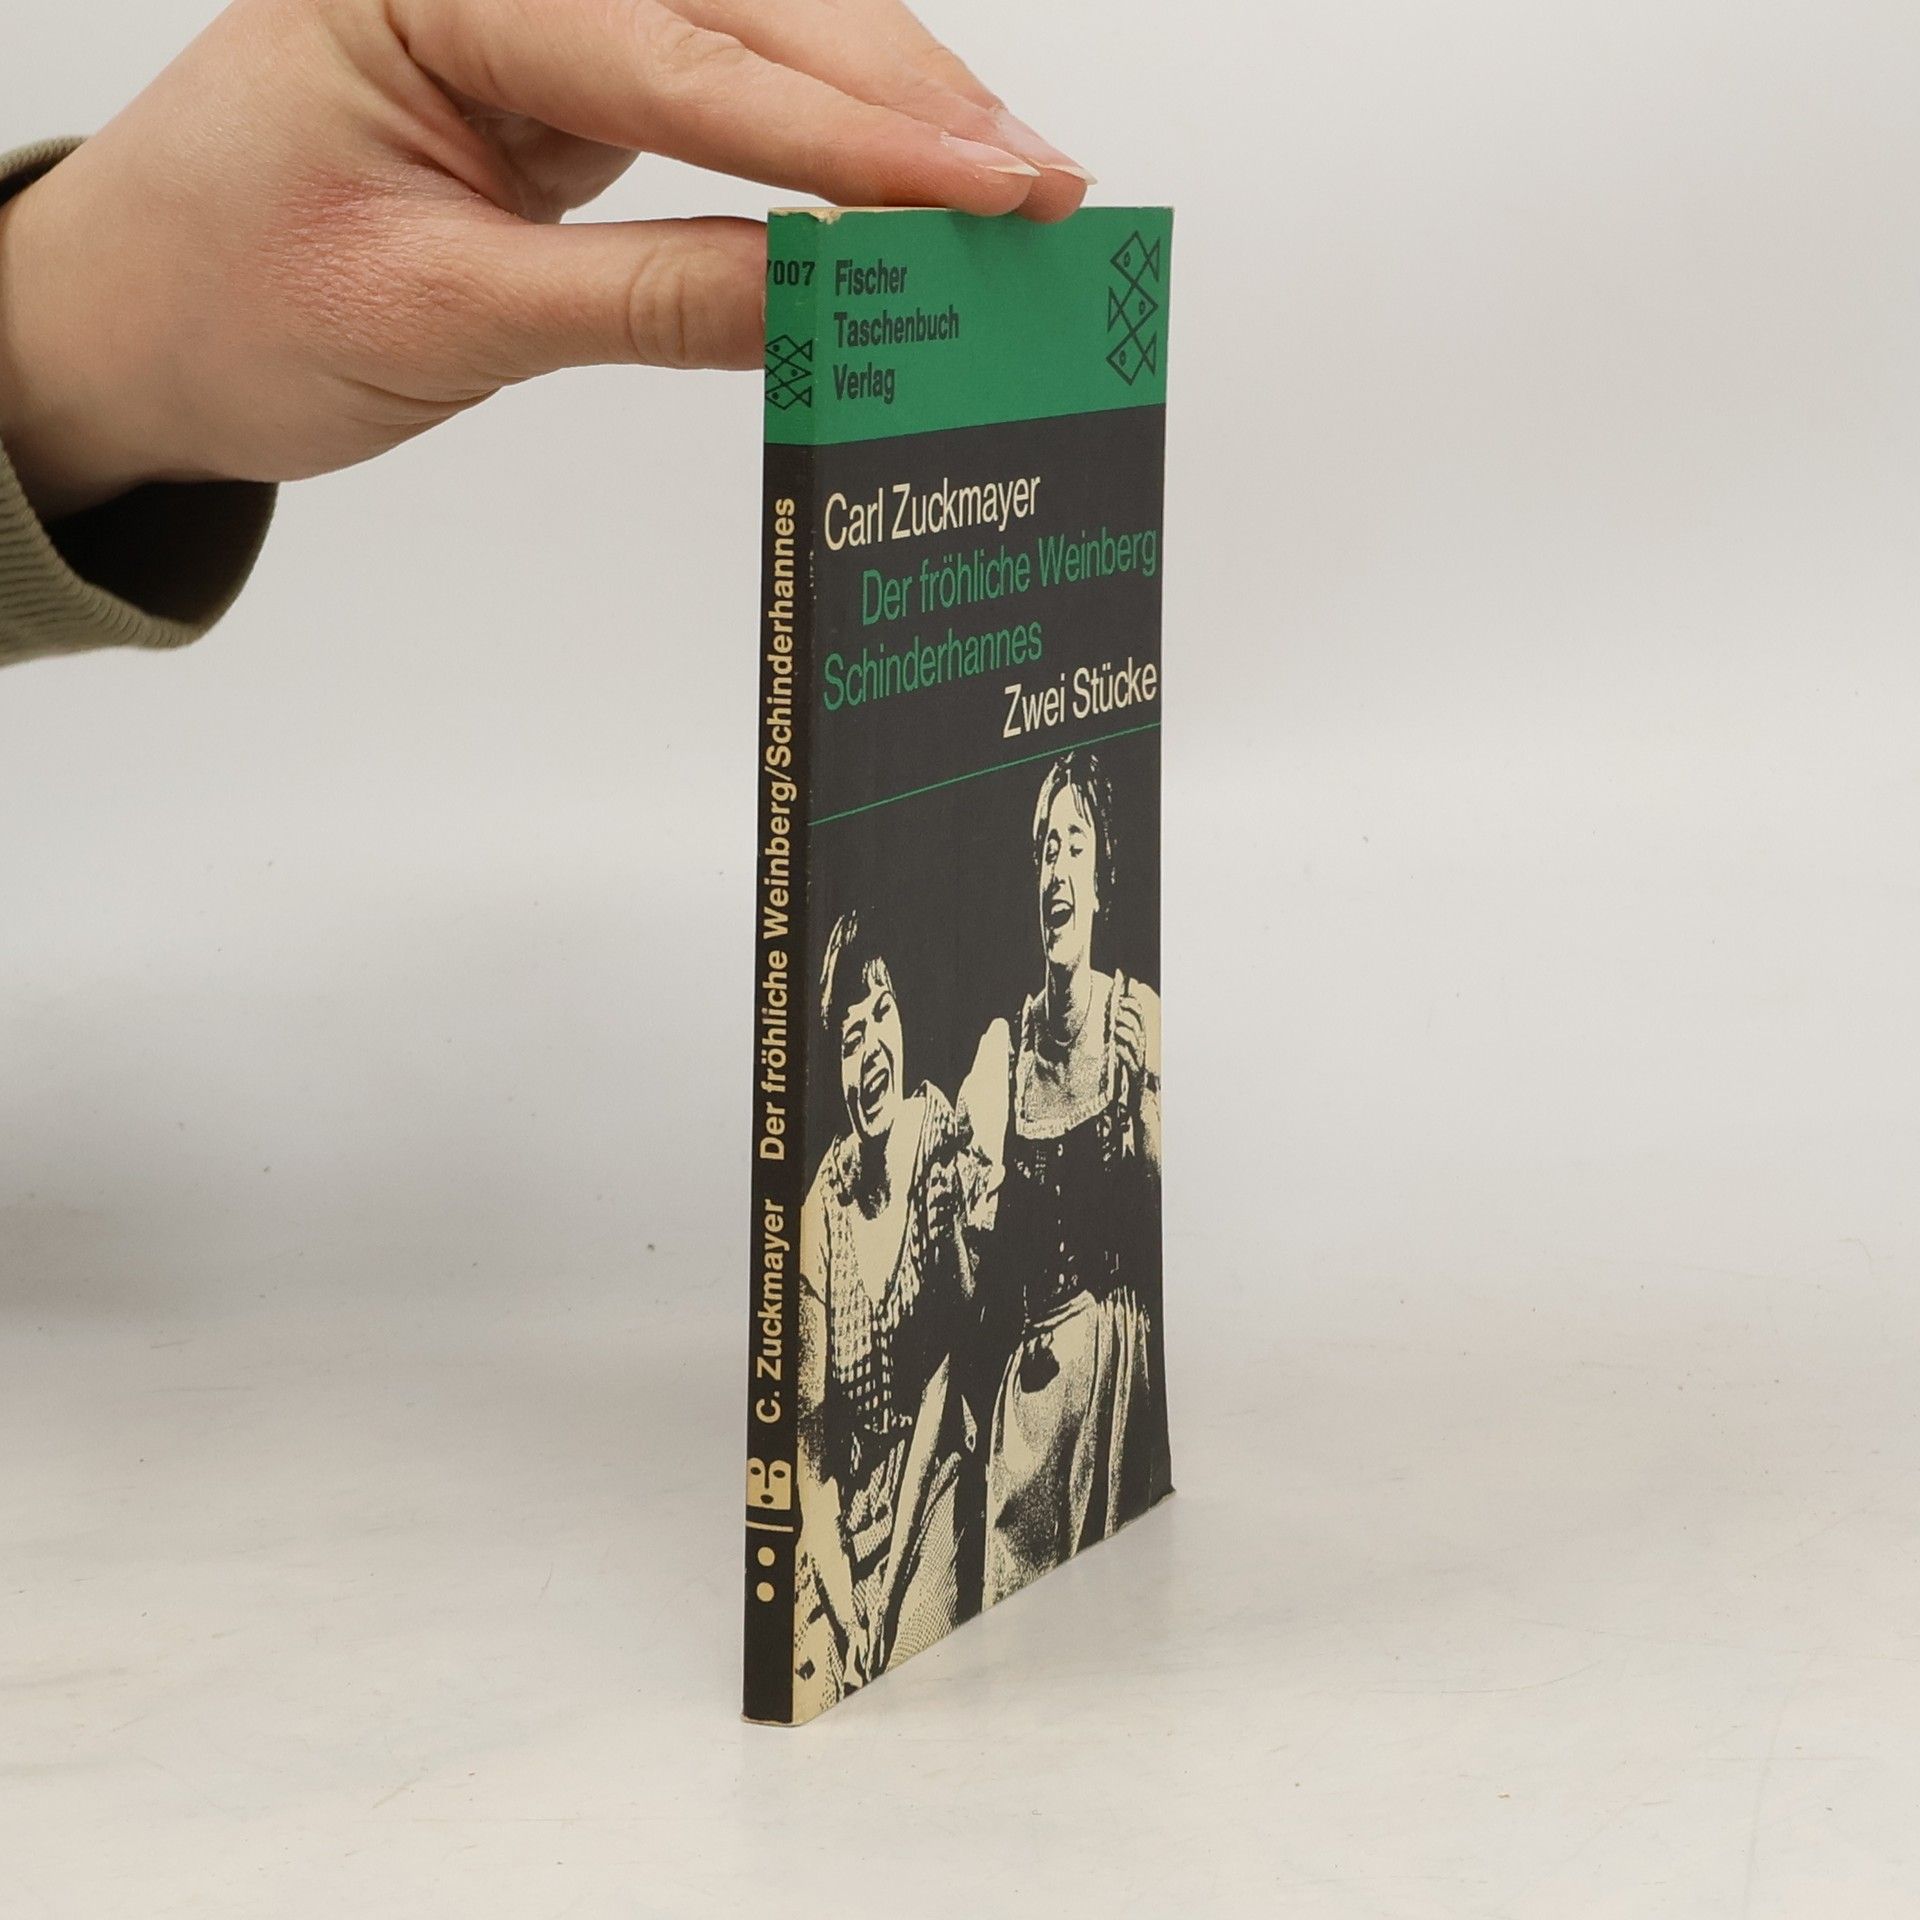 7007
Fischer
Taschenbuch
Verlag
Carl Zuckmayer
Der fröhliche Weinberg
Schinderhannes
Zwei Stücke
C. Zuckmayer Der fröhliche Weinberg/Schinderhannes